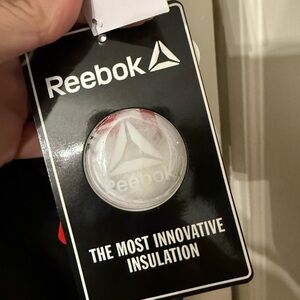 Reebok
Reebok
THE MOST INNOVATIVE
INSULATION